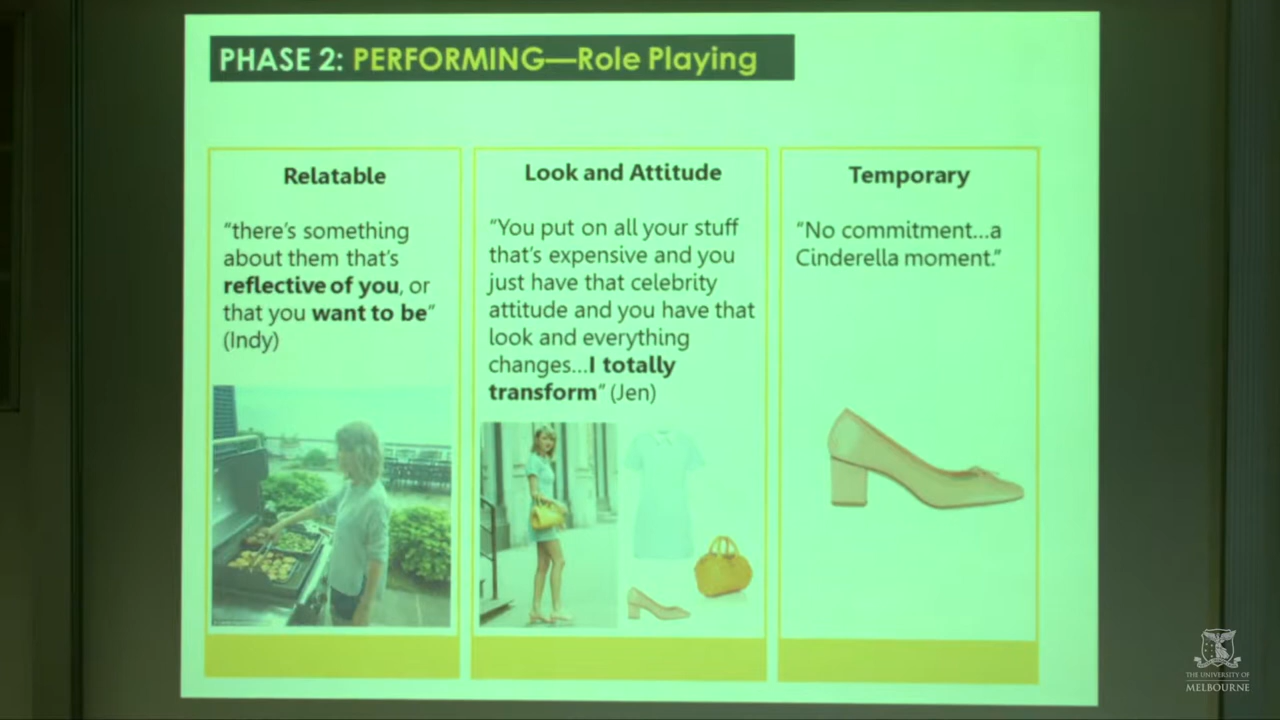 PHASE 2: PERFORMING—Role Playing
Relatable
“there’s something
about them that’s
reflective of you, or
that you want to be”
(Indy)
Look and Attitude
“You put on all your stuff
that’s expensive and you
just have that celebrity
attitude and you have that
look and everything
changes...I totally
transform” (Jen)
Temporary
“No commitment...a
Cinderella moment.”
THE UNIVERSITY OF
MELBOURNE